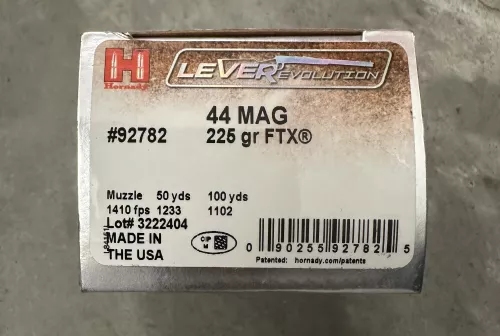 H
Hornady
LEVERevolution
44 MAG
#92782 225 gr FTX®
Muzzle 50 yds 100 yds
1410 fps 1233 1102
Lot# 3222404
MADE IN
THE USA
CIP
M
0 90255 92782 5
Patented: hornady.com/patents